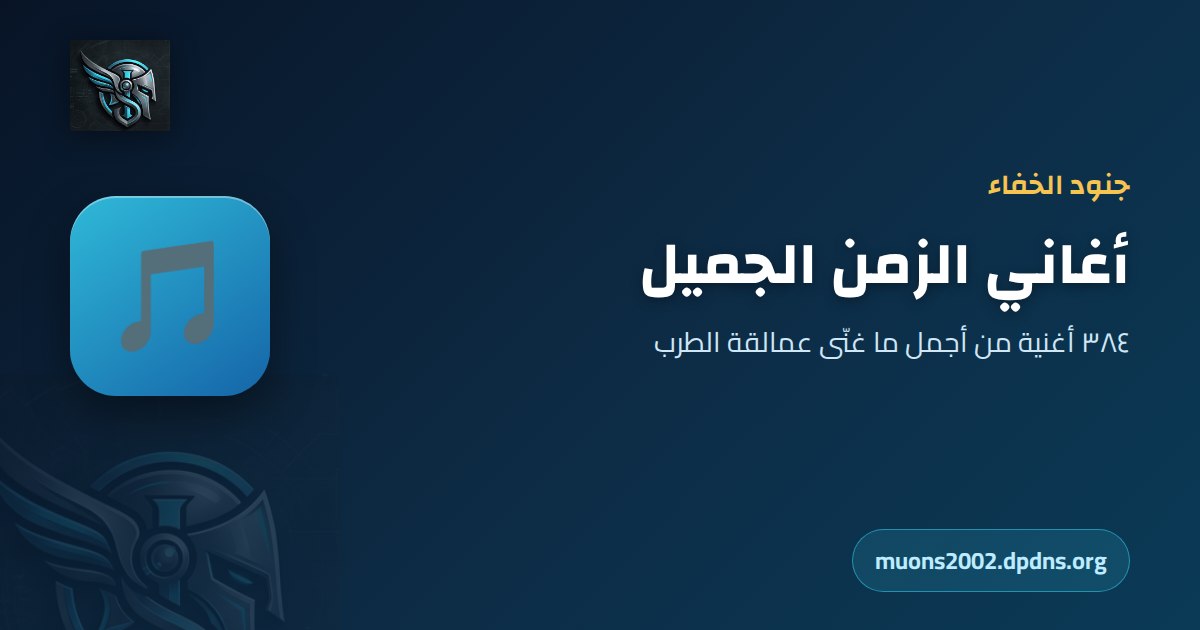 جنود الخفاء
أغاني الزمن الجميل
٣٨٤ أغنية من أجمل ما غنّى عمالقة الطرب
muons2002.dpdns.org